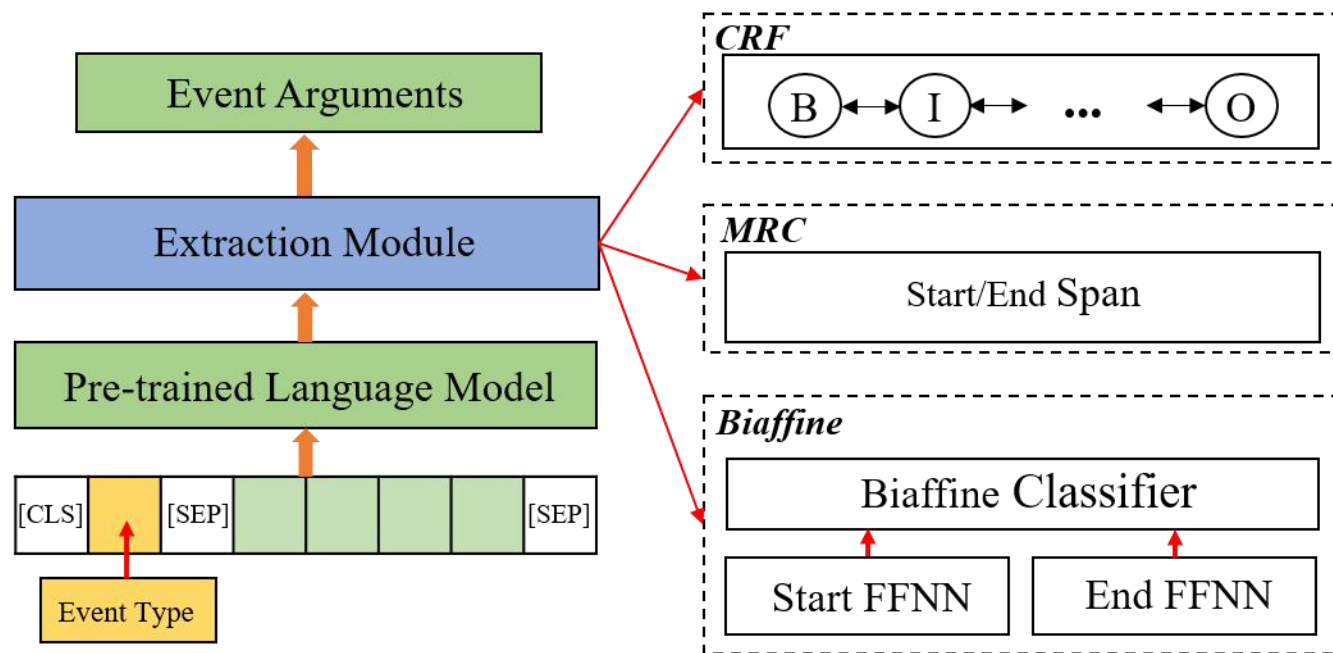 Event Arguments
Extraction Module
Pre-trained Language Model
[CLS] [SEP] [SEP]
Event Type
CRF
B I ... O
MRC
Start/End Span
Biaffine
Biaffine Classifier
Start FFNN End FFNN